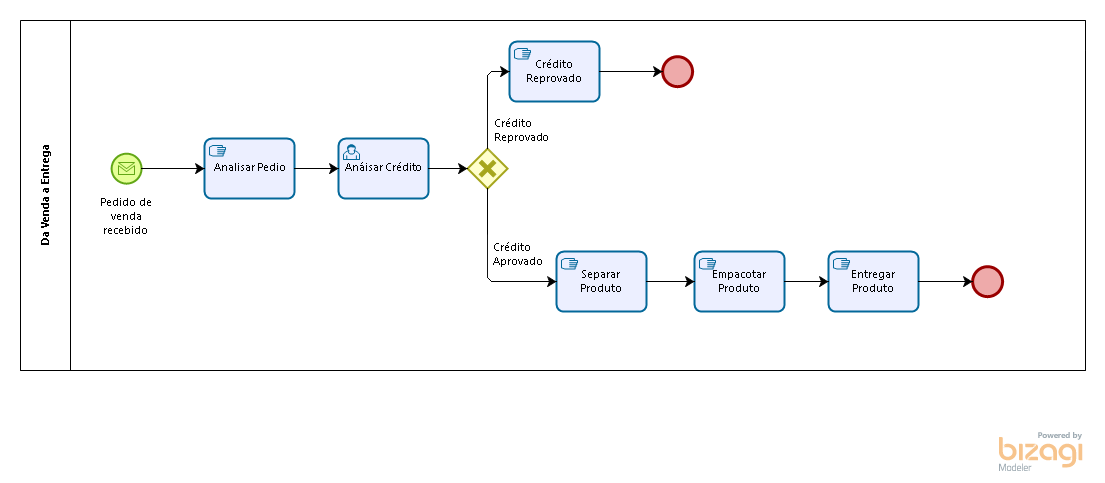 Da Venda a Entrega
Pedido de
venda
recebido
Analisar Pedio
Anáisar Crédito
Crédito
Reprovado
Crédito
Reprovado
Crédito
Aprovado
Separar
Produto
Empacotar
Produto
Entregar
Produto
Powered by
bizagi
Modeler